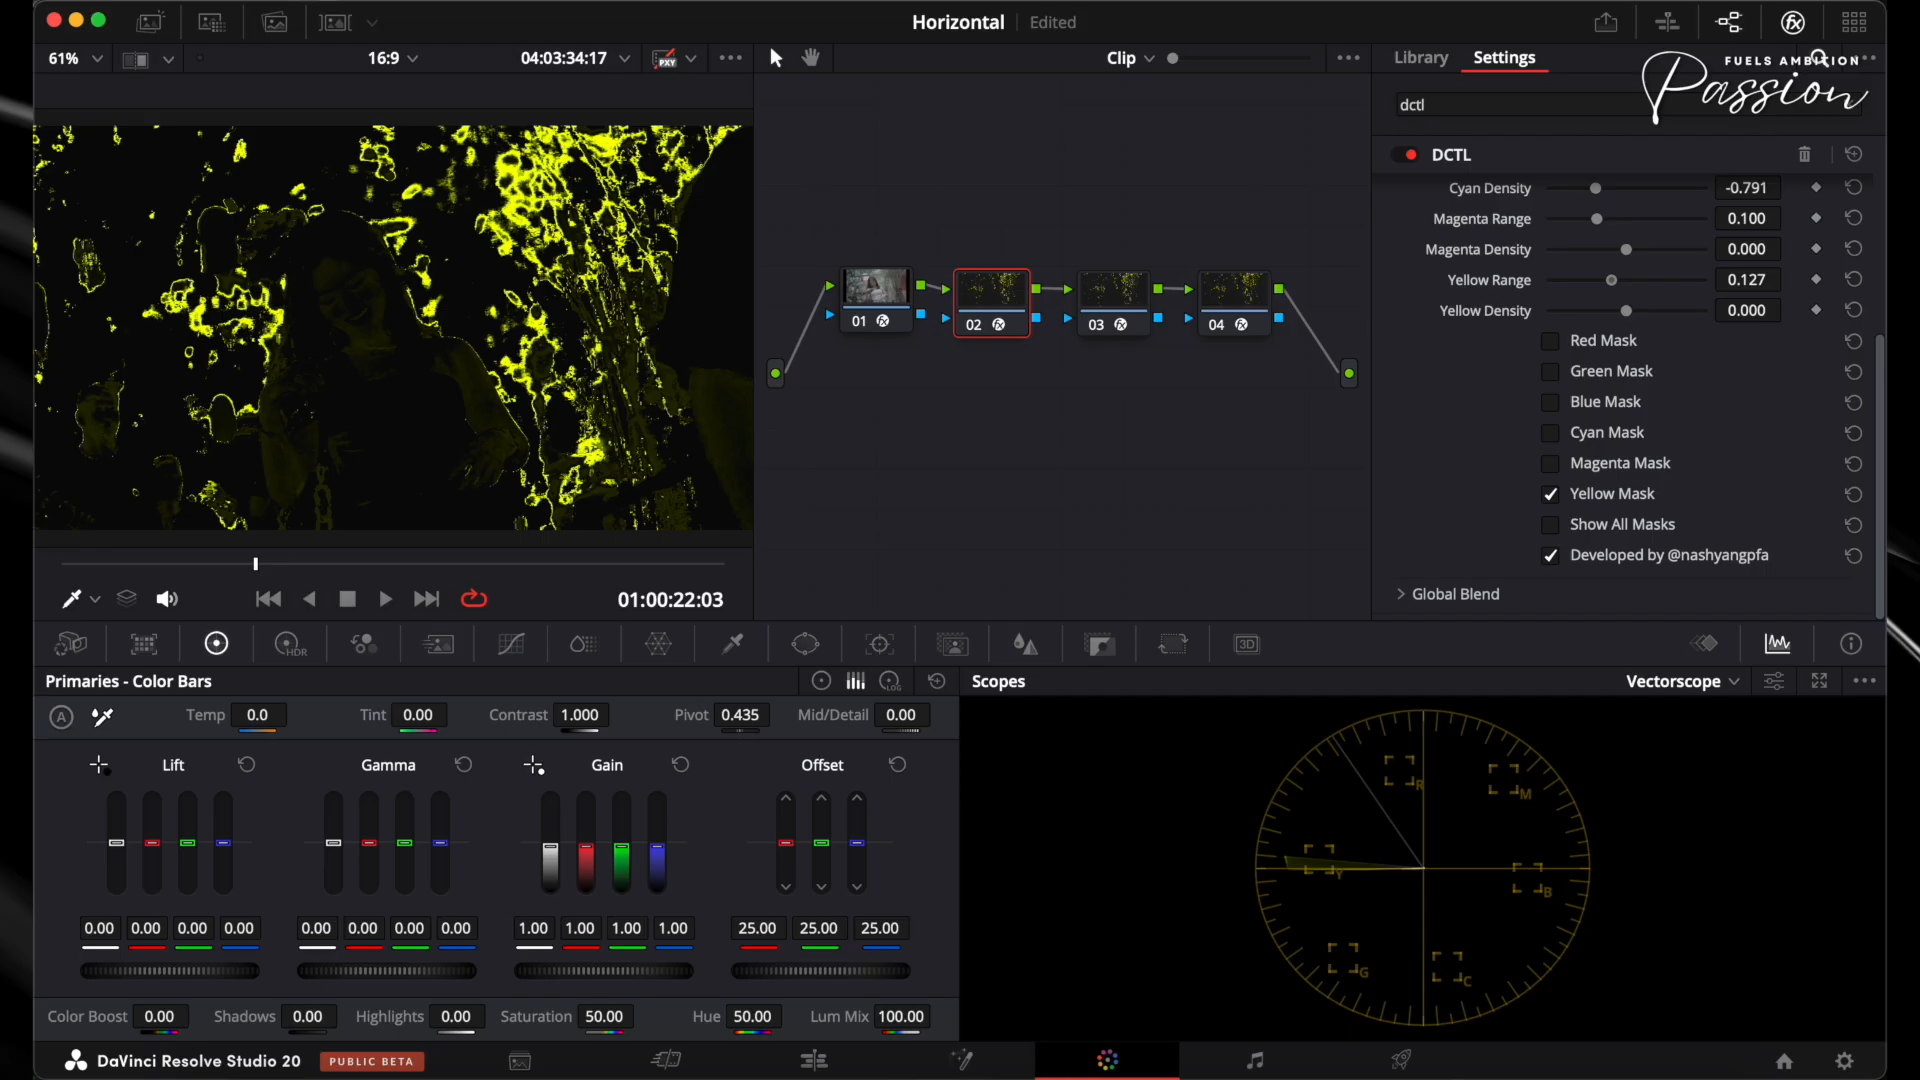 Horizontal Edited
61% 16:9 04:03:34:17 PXY Clip Library Settings
FUELS AMBITION
Passion
dctl
DCTL
Cyan Density -0.791
Magenta Range 0.100
Magenta Density 0.000
Yellow Range 0.127
Yellow Density 0.000
01 02 03 04
Red Mask
Green Mask
Blue Mask
Cyan Mask
Magenta Mask
Yellow Mask
Show All Masks
Developed by @nashyangpfa
Global Blend
01:00:22:03
HDR 3D
Primaries - Color Bars LOG Scopes Vectorscope
A Temp 0.0 Tint 0.00 Contrast 1.000 Pivot 0.435 Mid/Detail 0.00
Lift Gamma Gain Offset
R M
Y B
G C
0.00 0.00 0.00 0.00 0.00 0.00 0.00 0.00 1.00 1.00 1.00 1.00 25.00 25.00 25.00
Color Boost 0.00 Shadows 0.00 Highlights 0.00 Saturation 50.00 Hue 50.00 Lum Mix 100.00
DaVinci Resolve Studio 20 PUBLIC BETA